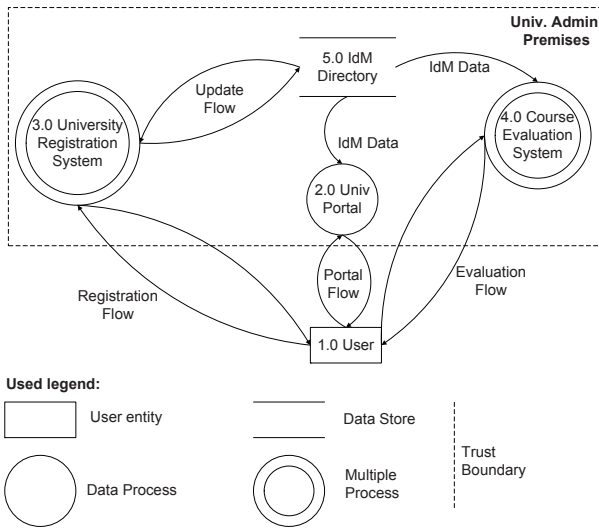 Univ. Admin
Premises
5.0 IdM
Directory
IdM Data
Update
Flow
3.0 University
Registration
System
4.0 Course
Evaluation
System
IdM Data
2.0 Univ
Portal
Portal
Flow
Registration
Flow
Evaluation
Flow
1.0 User
Used legend:
User entity
Data Store
Trust
Boundary
Data Process
Multiple
Process